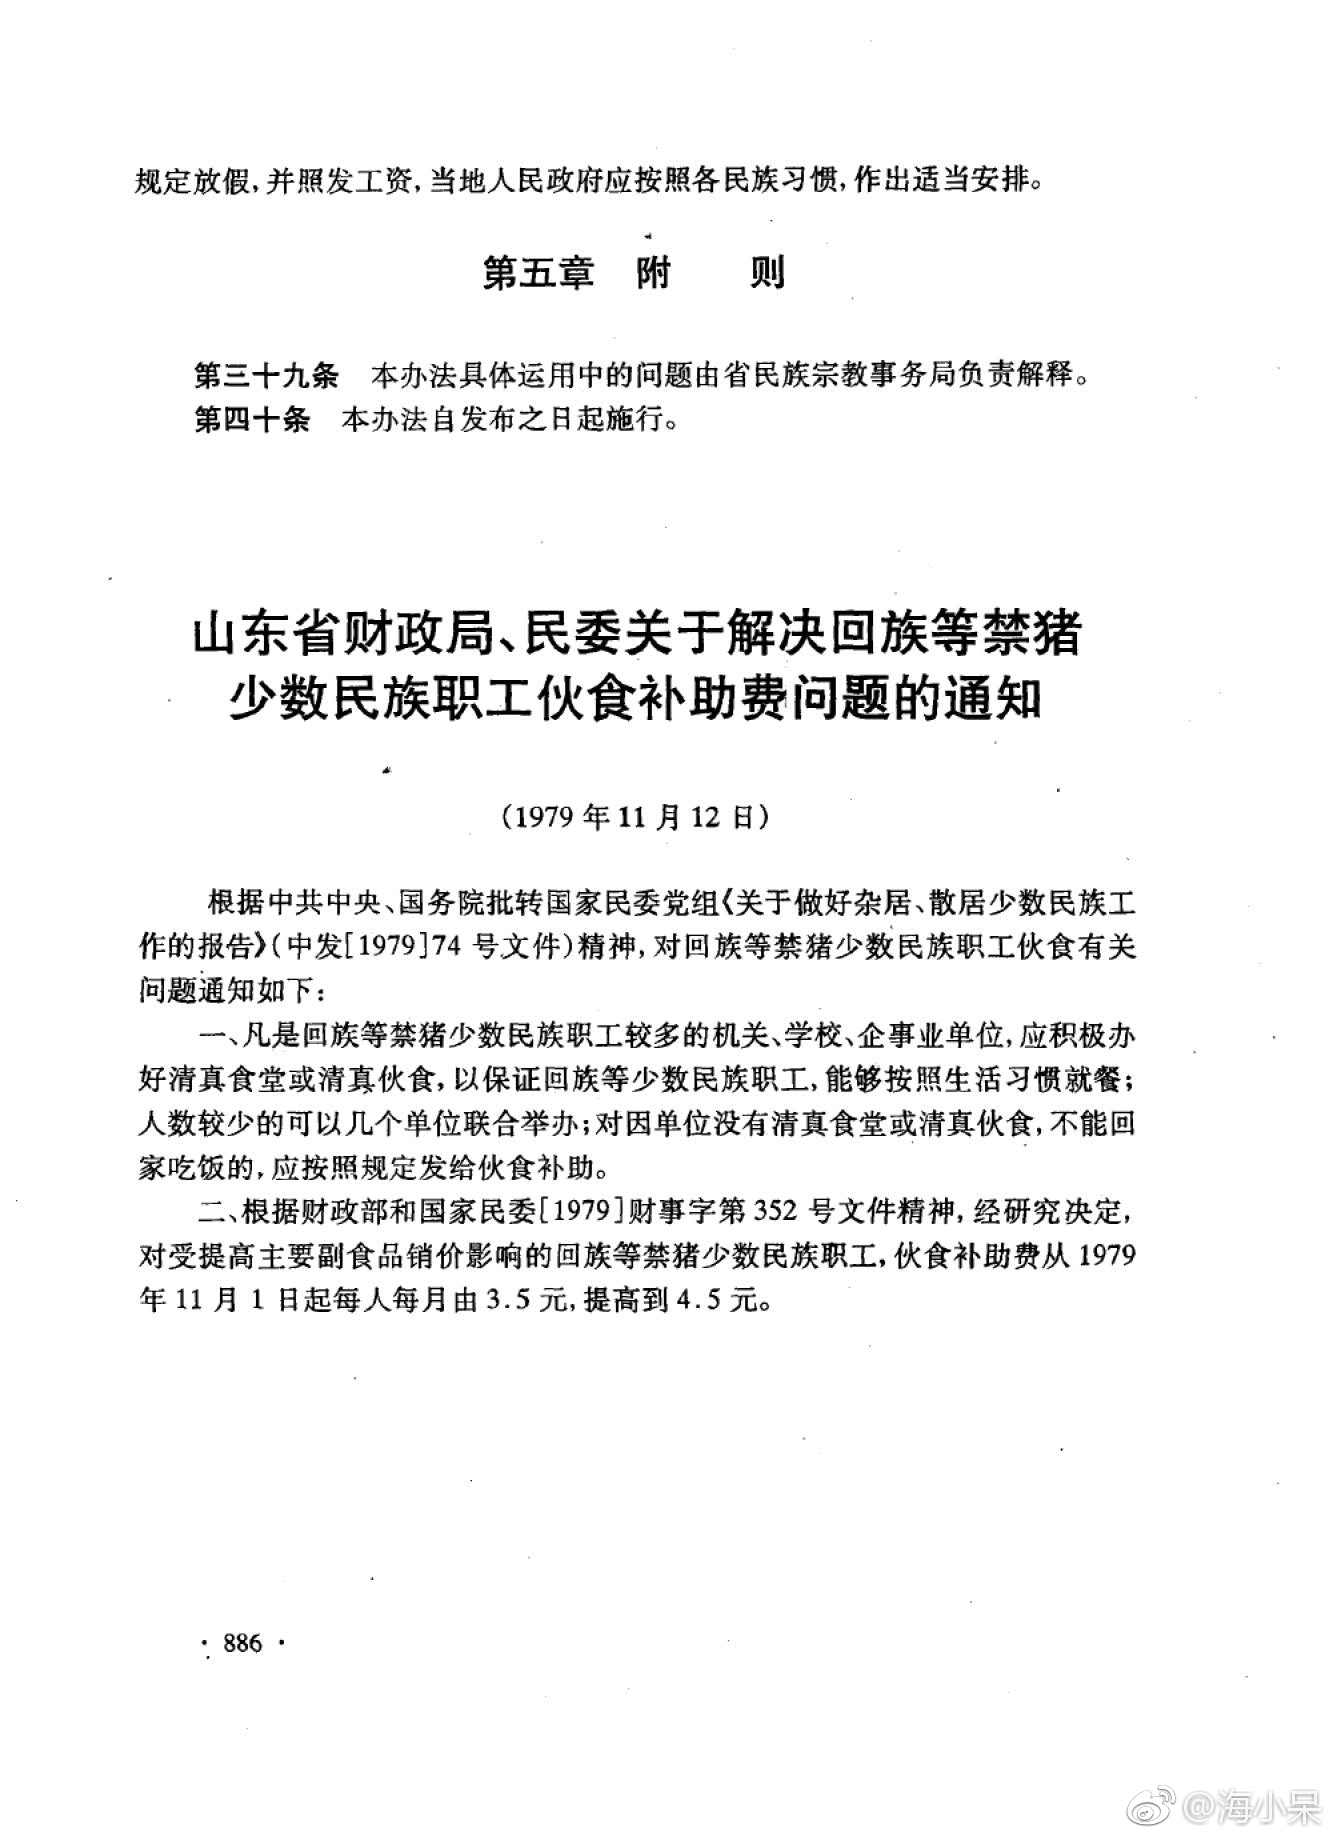 规定放假,并照发工资,当地人民政府应按照各民族习惯,作出适当安排。
第五章 附 则
第三十九条 本办法具体运用中的问题由省民族宗教事务局负责解释。
第四十条 本办法自发布之日起施行。
山东省财政局、民委关于解决回族等禁猪
少数民族职工伙食补助费问题的通知
(1979年11月12日)
根据中共中央、国务院批转国家民委党组《关于做好杂居、散居少数民族工
作的报告》(中发[1979]74号文件)精神,对回族等禁猪少数民族职工伙食有关
问题通知如下:
一、凡是回族等禁猪少数民族职工较多的机关、学校、企事业单位,应积极办
好清真食堂或清真伙食,以保证回族等少数民族职工,能够按照生活习惯就餐;
人数较少的可以几个单位联合举办;对因单位没有清真食堂或清真伙食,不能回
家吃饭的,应按照规定发给伙食补助。
二、根据财政部和国家民委[1979]财事字第352号文件精神,经研究决定,
对受提高主要副食品销价影响的回族等禁猪少数民族职工,伙食补助费从1979
年11月1日起每人每月由3.5元,提高到4.5元。
· 886 ·
@海小呆